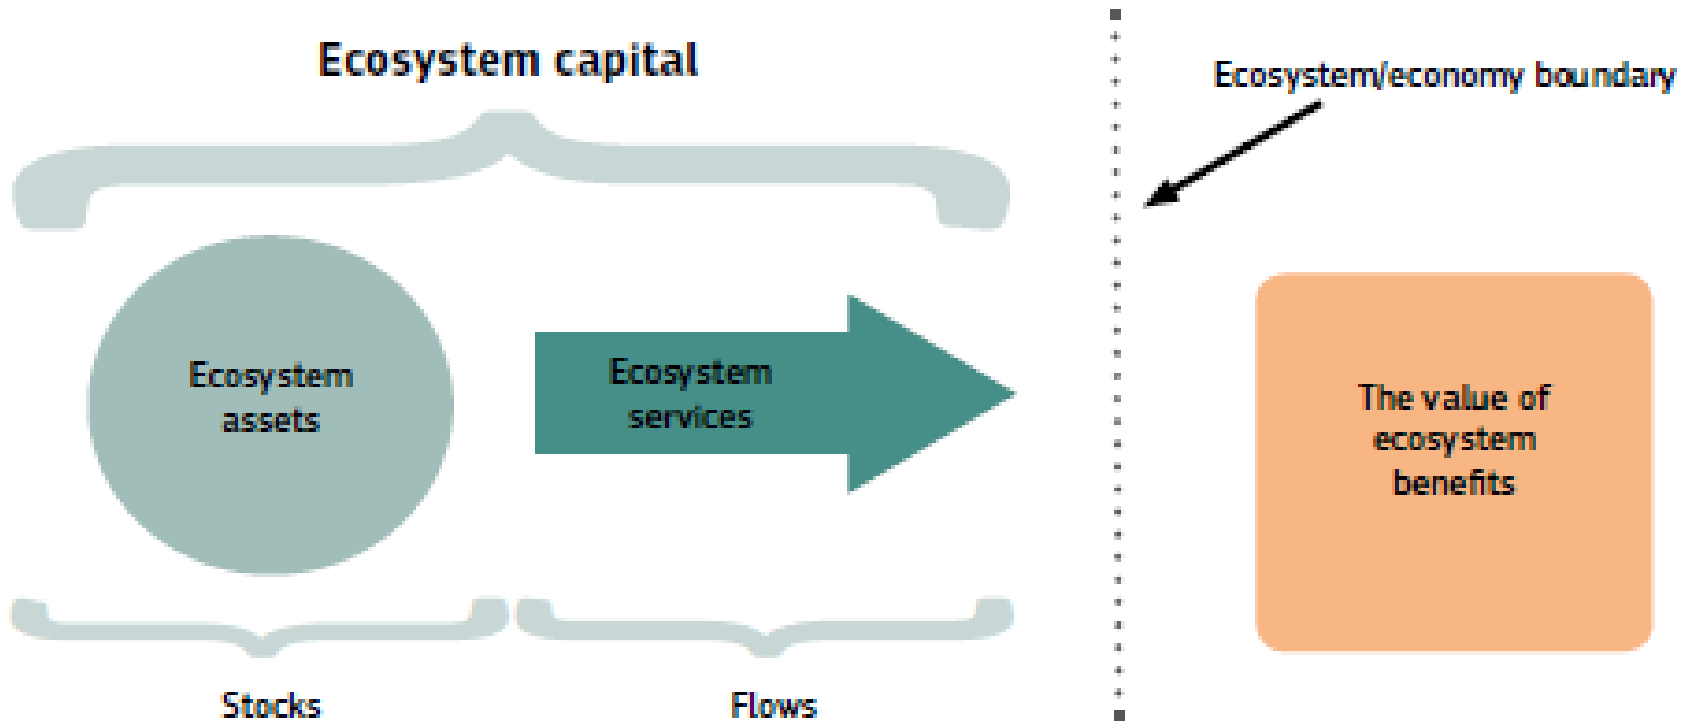 Ecosystem capital
Ecosystem/economy boundary
Ecosystem
assets
Ecosystem
services
The value of
ecosystem
benefits
Stocks
Flows